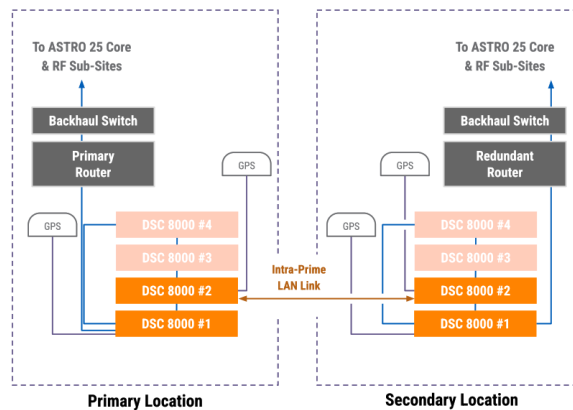 To ASTRO 25 Core
& RF Sub-Sites
Backhaul Switch
Primary
Router
GPS
GPS
DSC 8000 #4
DSC 8000 #3
DSC 8000 #2
DSC 8000 #1
Primary Location
Intra-Prime
LAN Link
To ASTRO 25 Core
& RF Sub-Sites
Backhaul Switch
Redundant
Router
GPS
GPS
DSC 8000 #4
DSC 8000 #3
DSC 8000 #2
DSC 8000 #1
Secondary Location